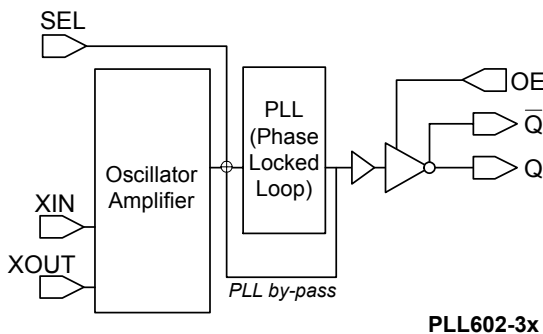 SEL
OE
PLL
(Phase
Locked
Loop)
Q̅
Oscillator
Amplifier
Q
XIN
XOUT
PLL by-pass
PLL602-3x